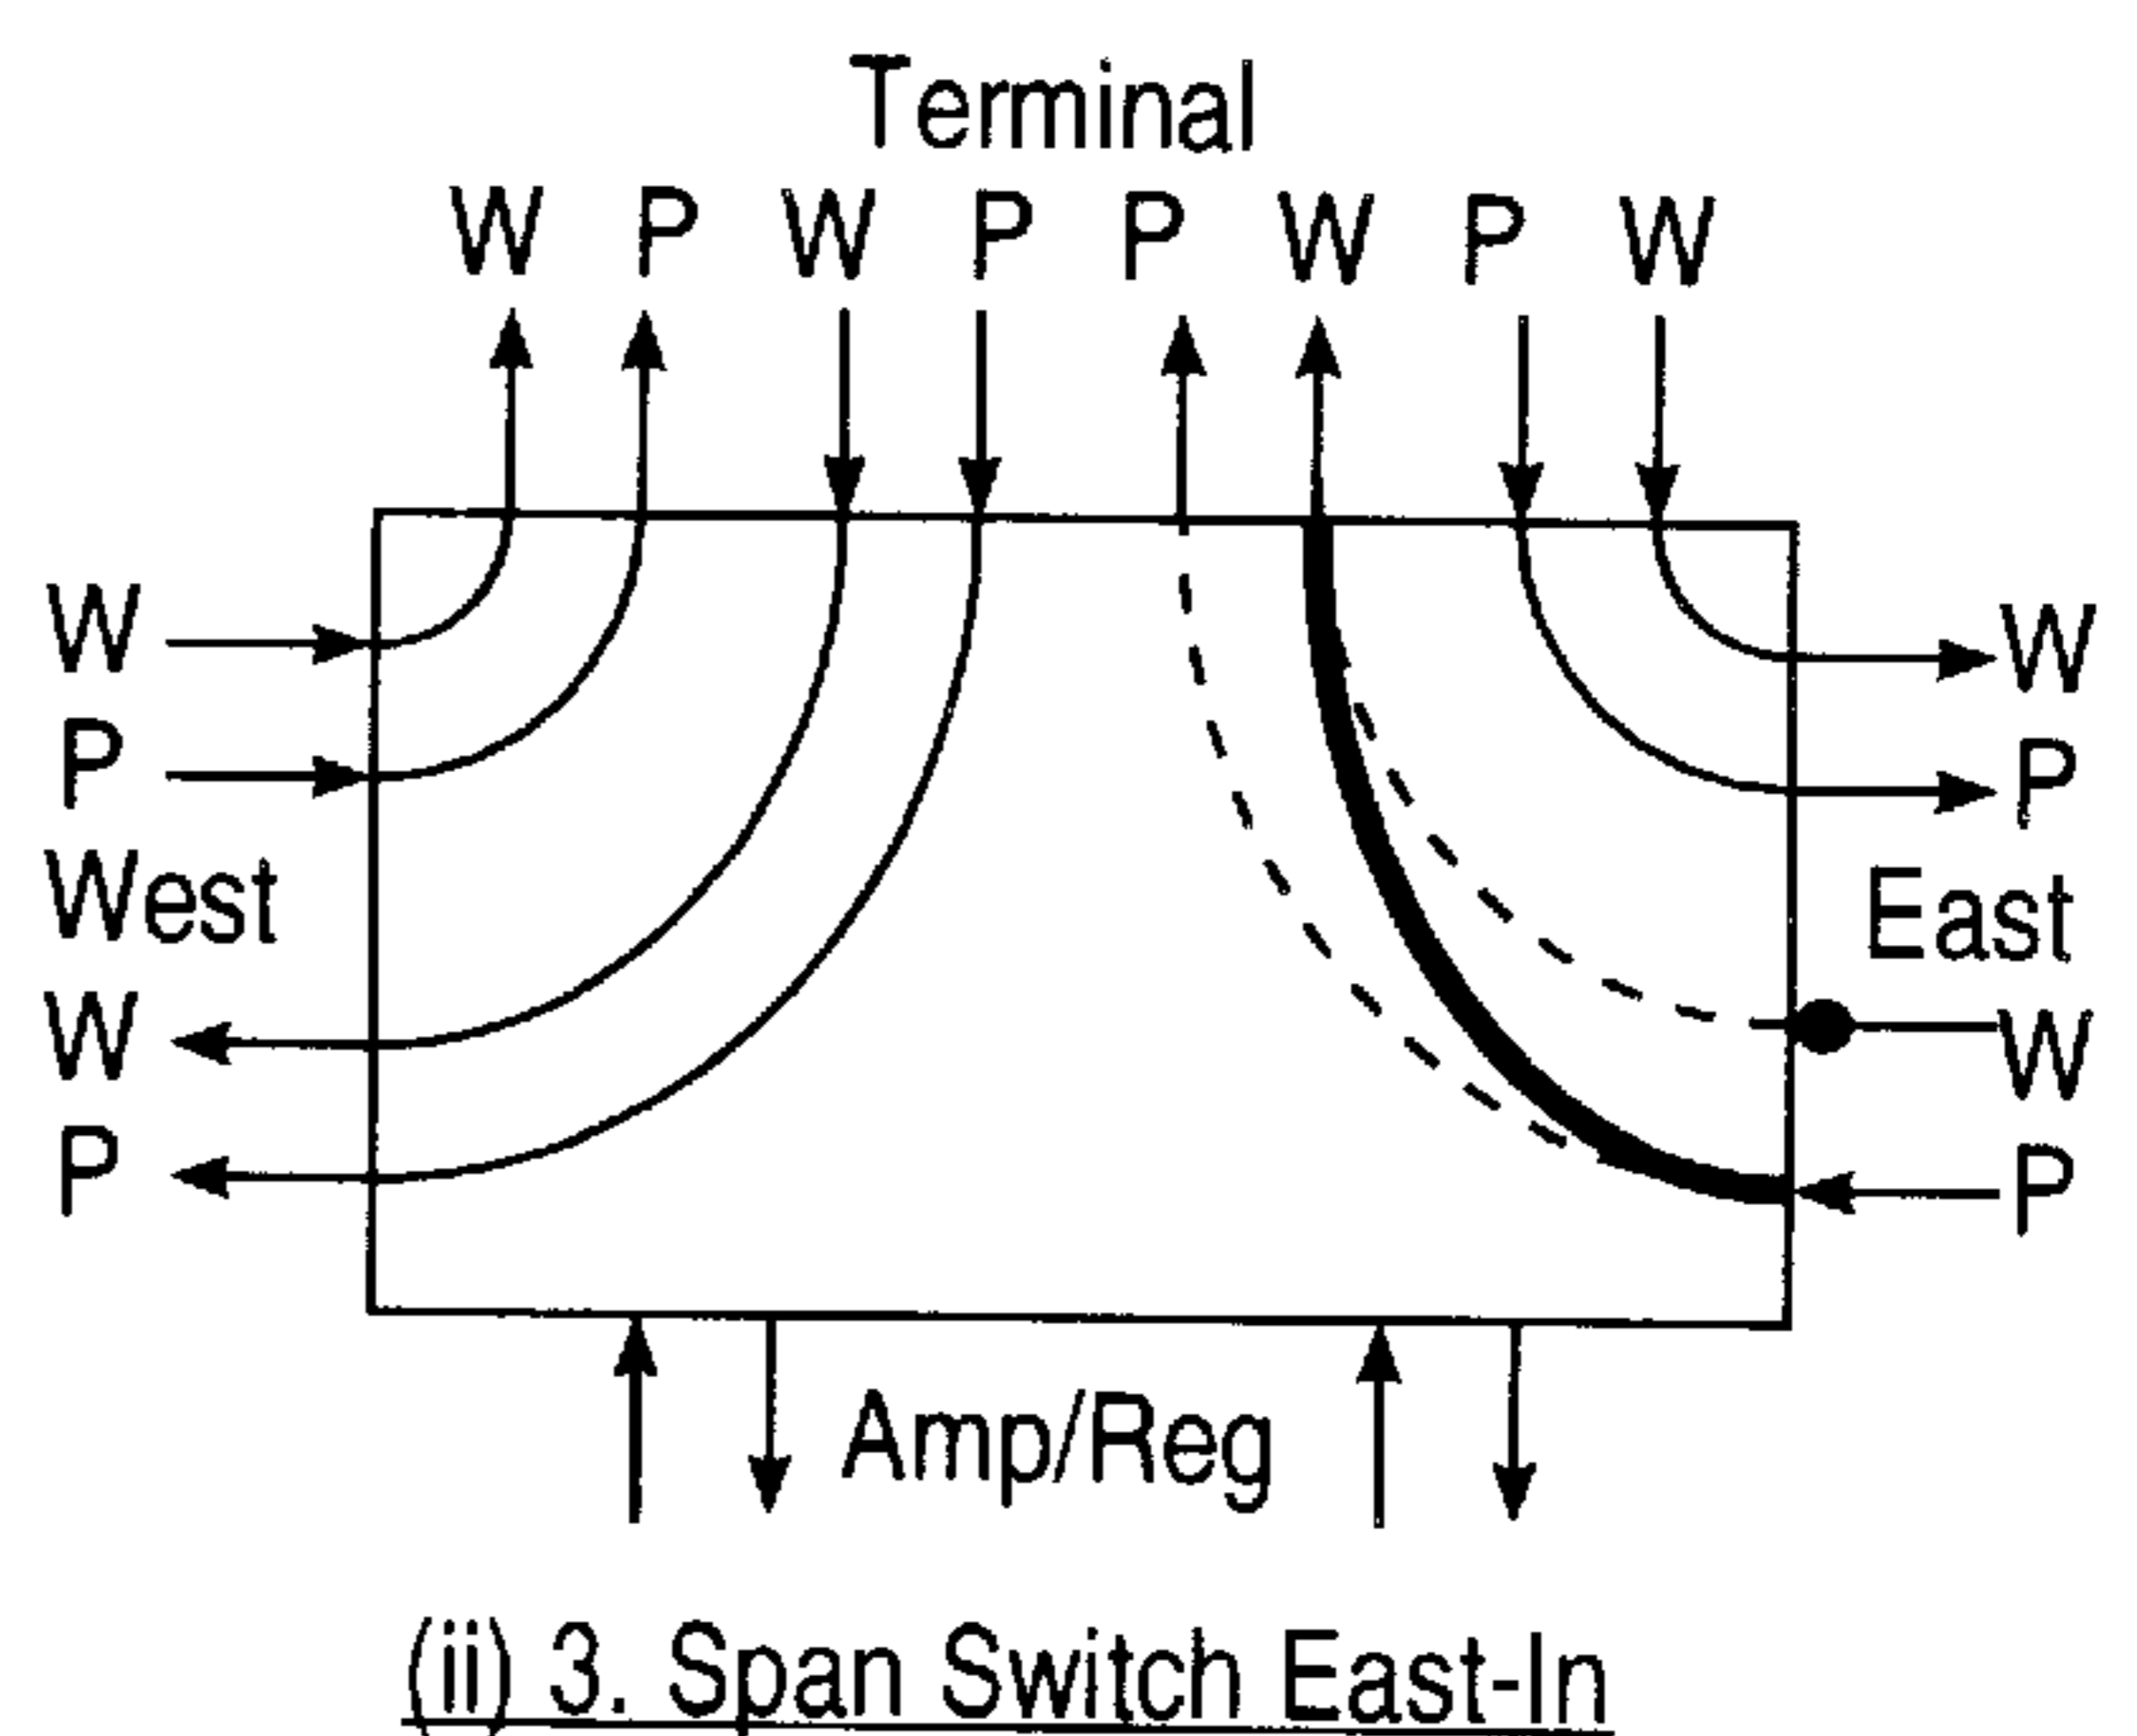 Terminal
W P W P P W P W
W W
P P
West East
W W
P P
Amp/Reg
(ii) 3. Span Switch East-In